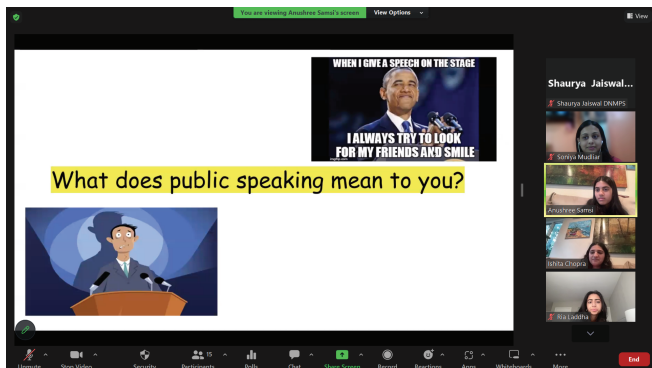 You are viewing Anushree Samsi's screen View Options
View
WHEN I GIVE A SPEECH ON THE STAGE
I ALWAYS TRY TO LOOK
FOR MY FRIENDS AND SMILE
What does public speaking mean to you?
Shaurya Jaiswal...
Shaurya Jaiswal DNMPS
Soniya Mudliar
Anushree Samsi
Ishita Chopra
Ria Laddha
15
Unmute Stop Video Security Participants Polls Chat Share Screen Record Reactions Apps Whiteboards More
End